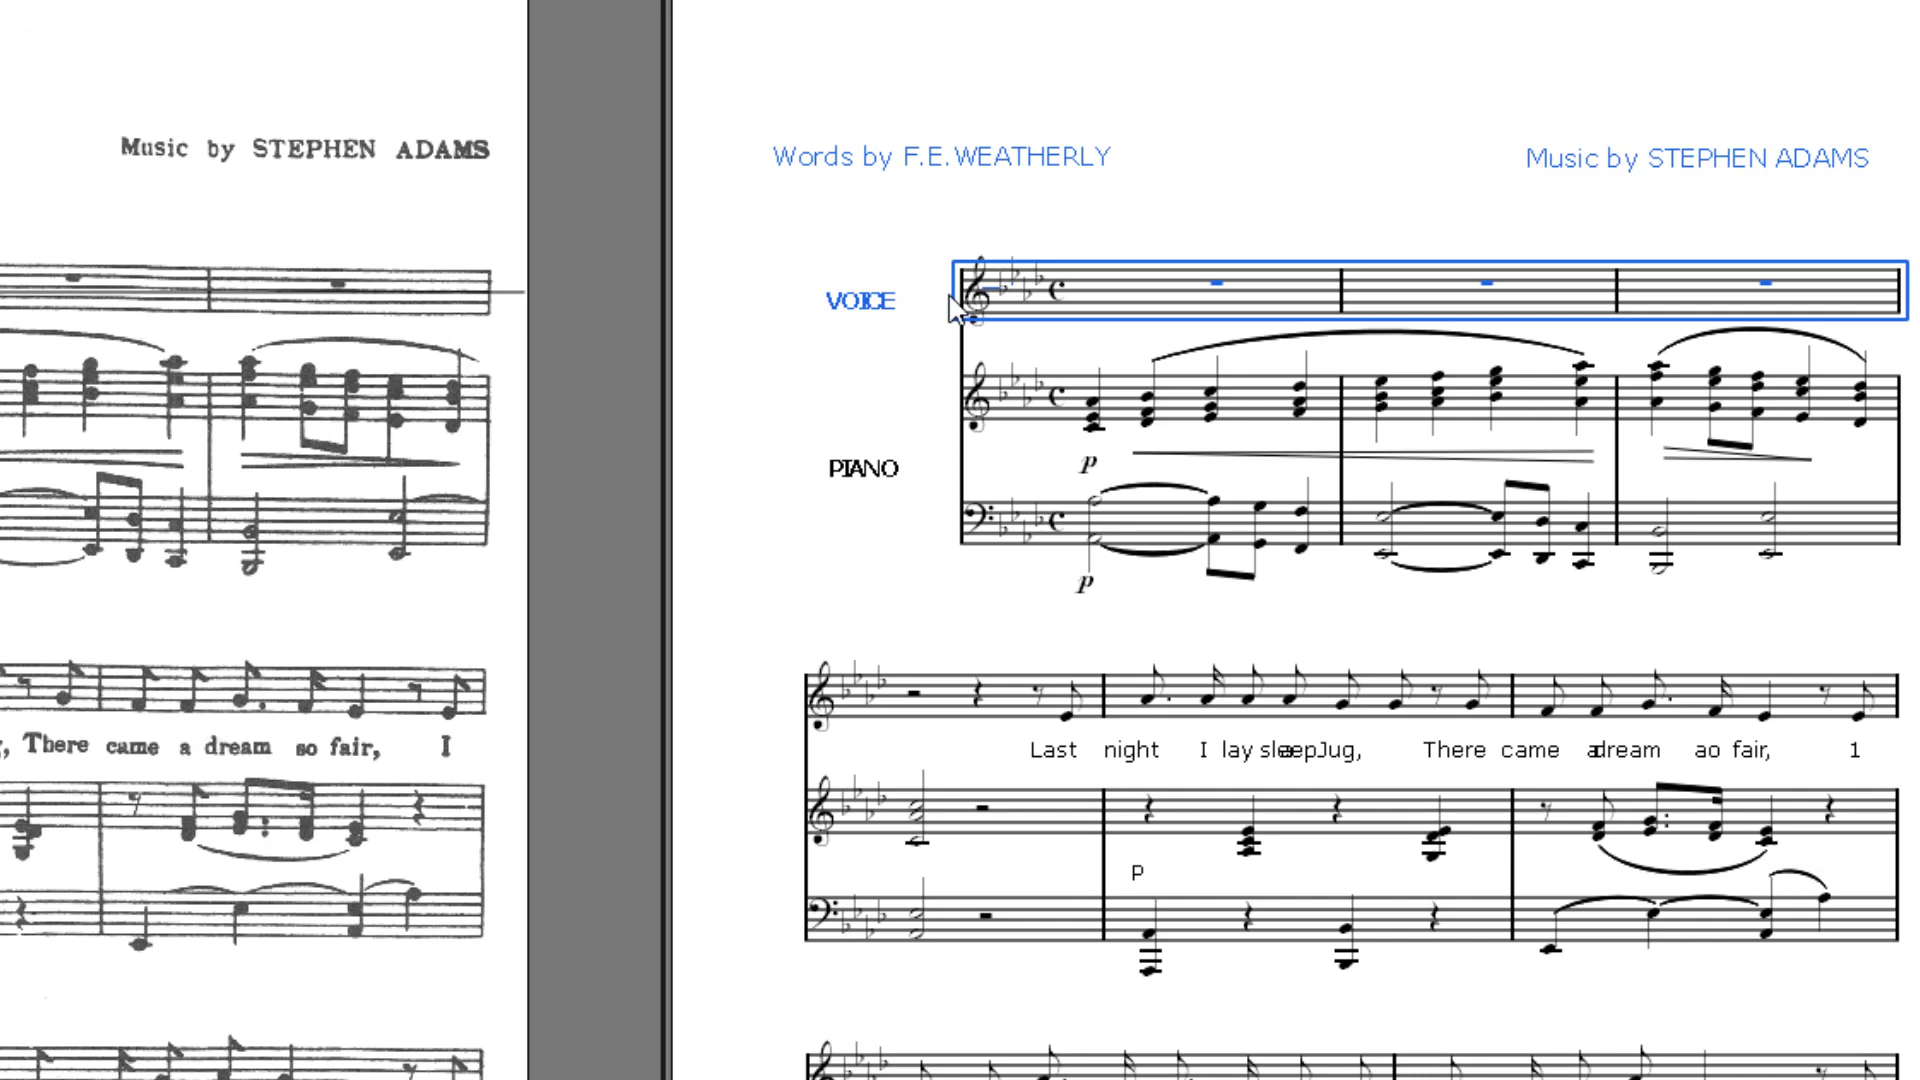 Music by STEPHEN ADAMS
, There came a dream so fair, I
Words by F.E. WEATHERLY
Music by STEPHEN ADAMS
VOICE
p
PIANO
p
Last night I lay sleepJug, There came a dream ao fair, 1
P